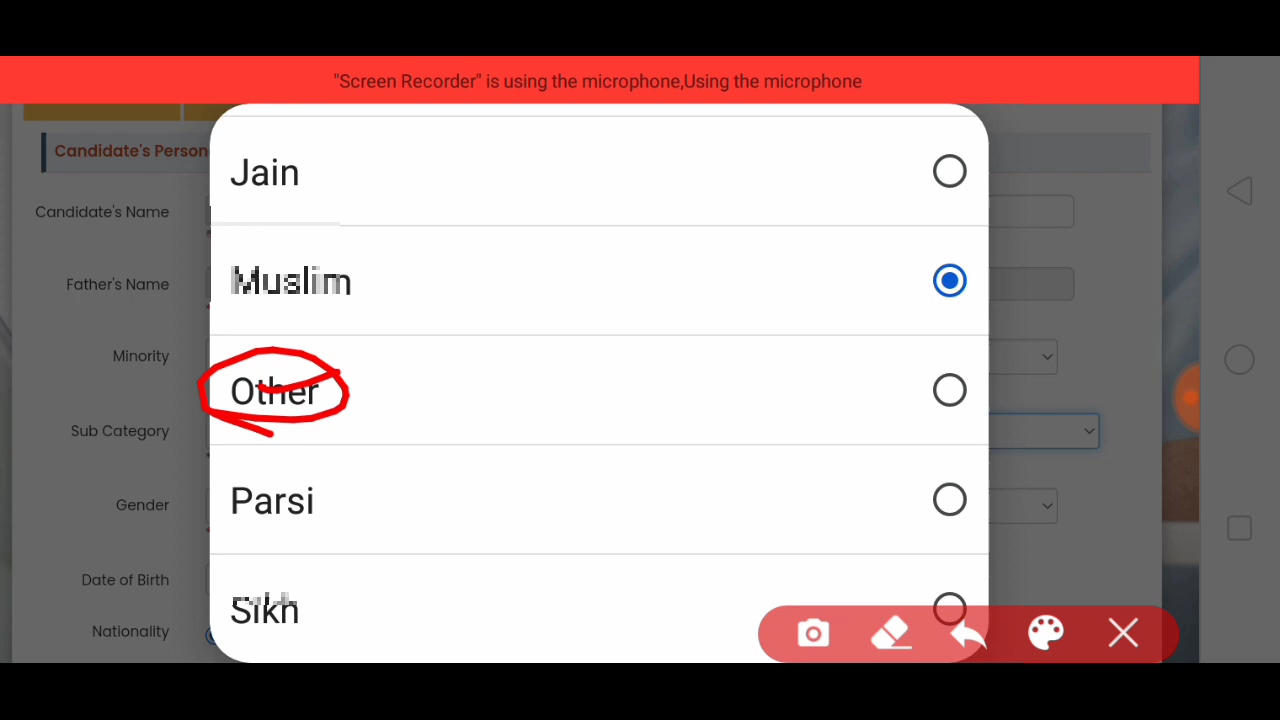 "Screen Recorder" is using the microphone,Using the microphone
Candidate's Person
Jain
Candidate's Name
Muslim
Father's Name
Minority
Other
Sub Category
Parsi
Gender
Date of Birth
Sikh
Nationality